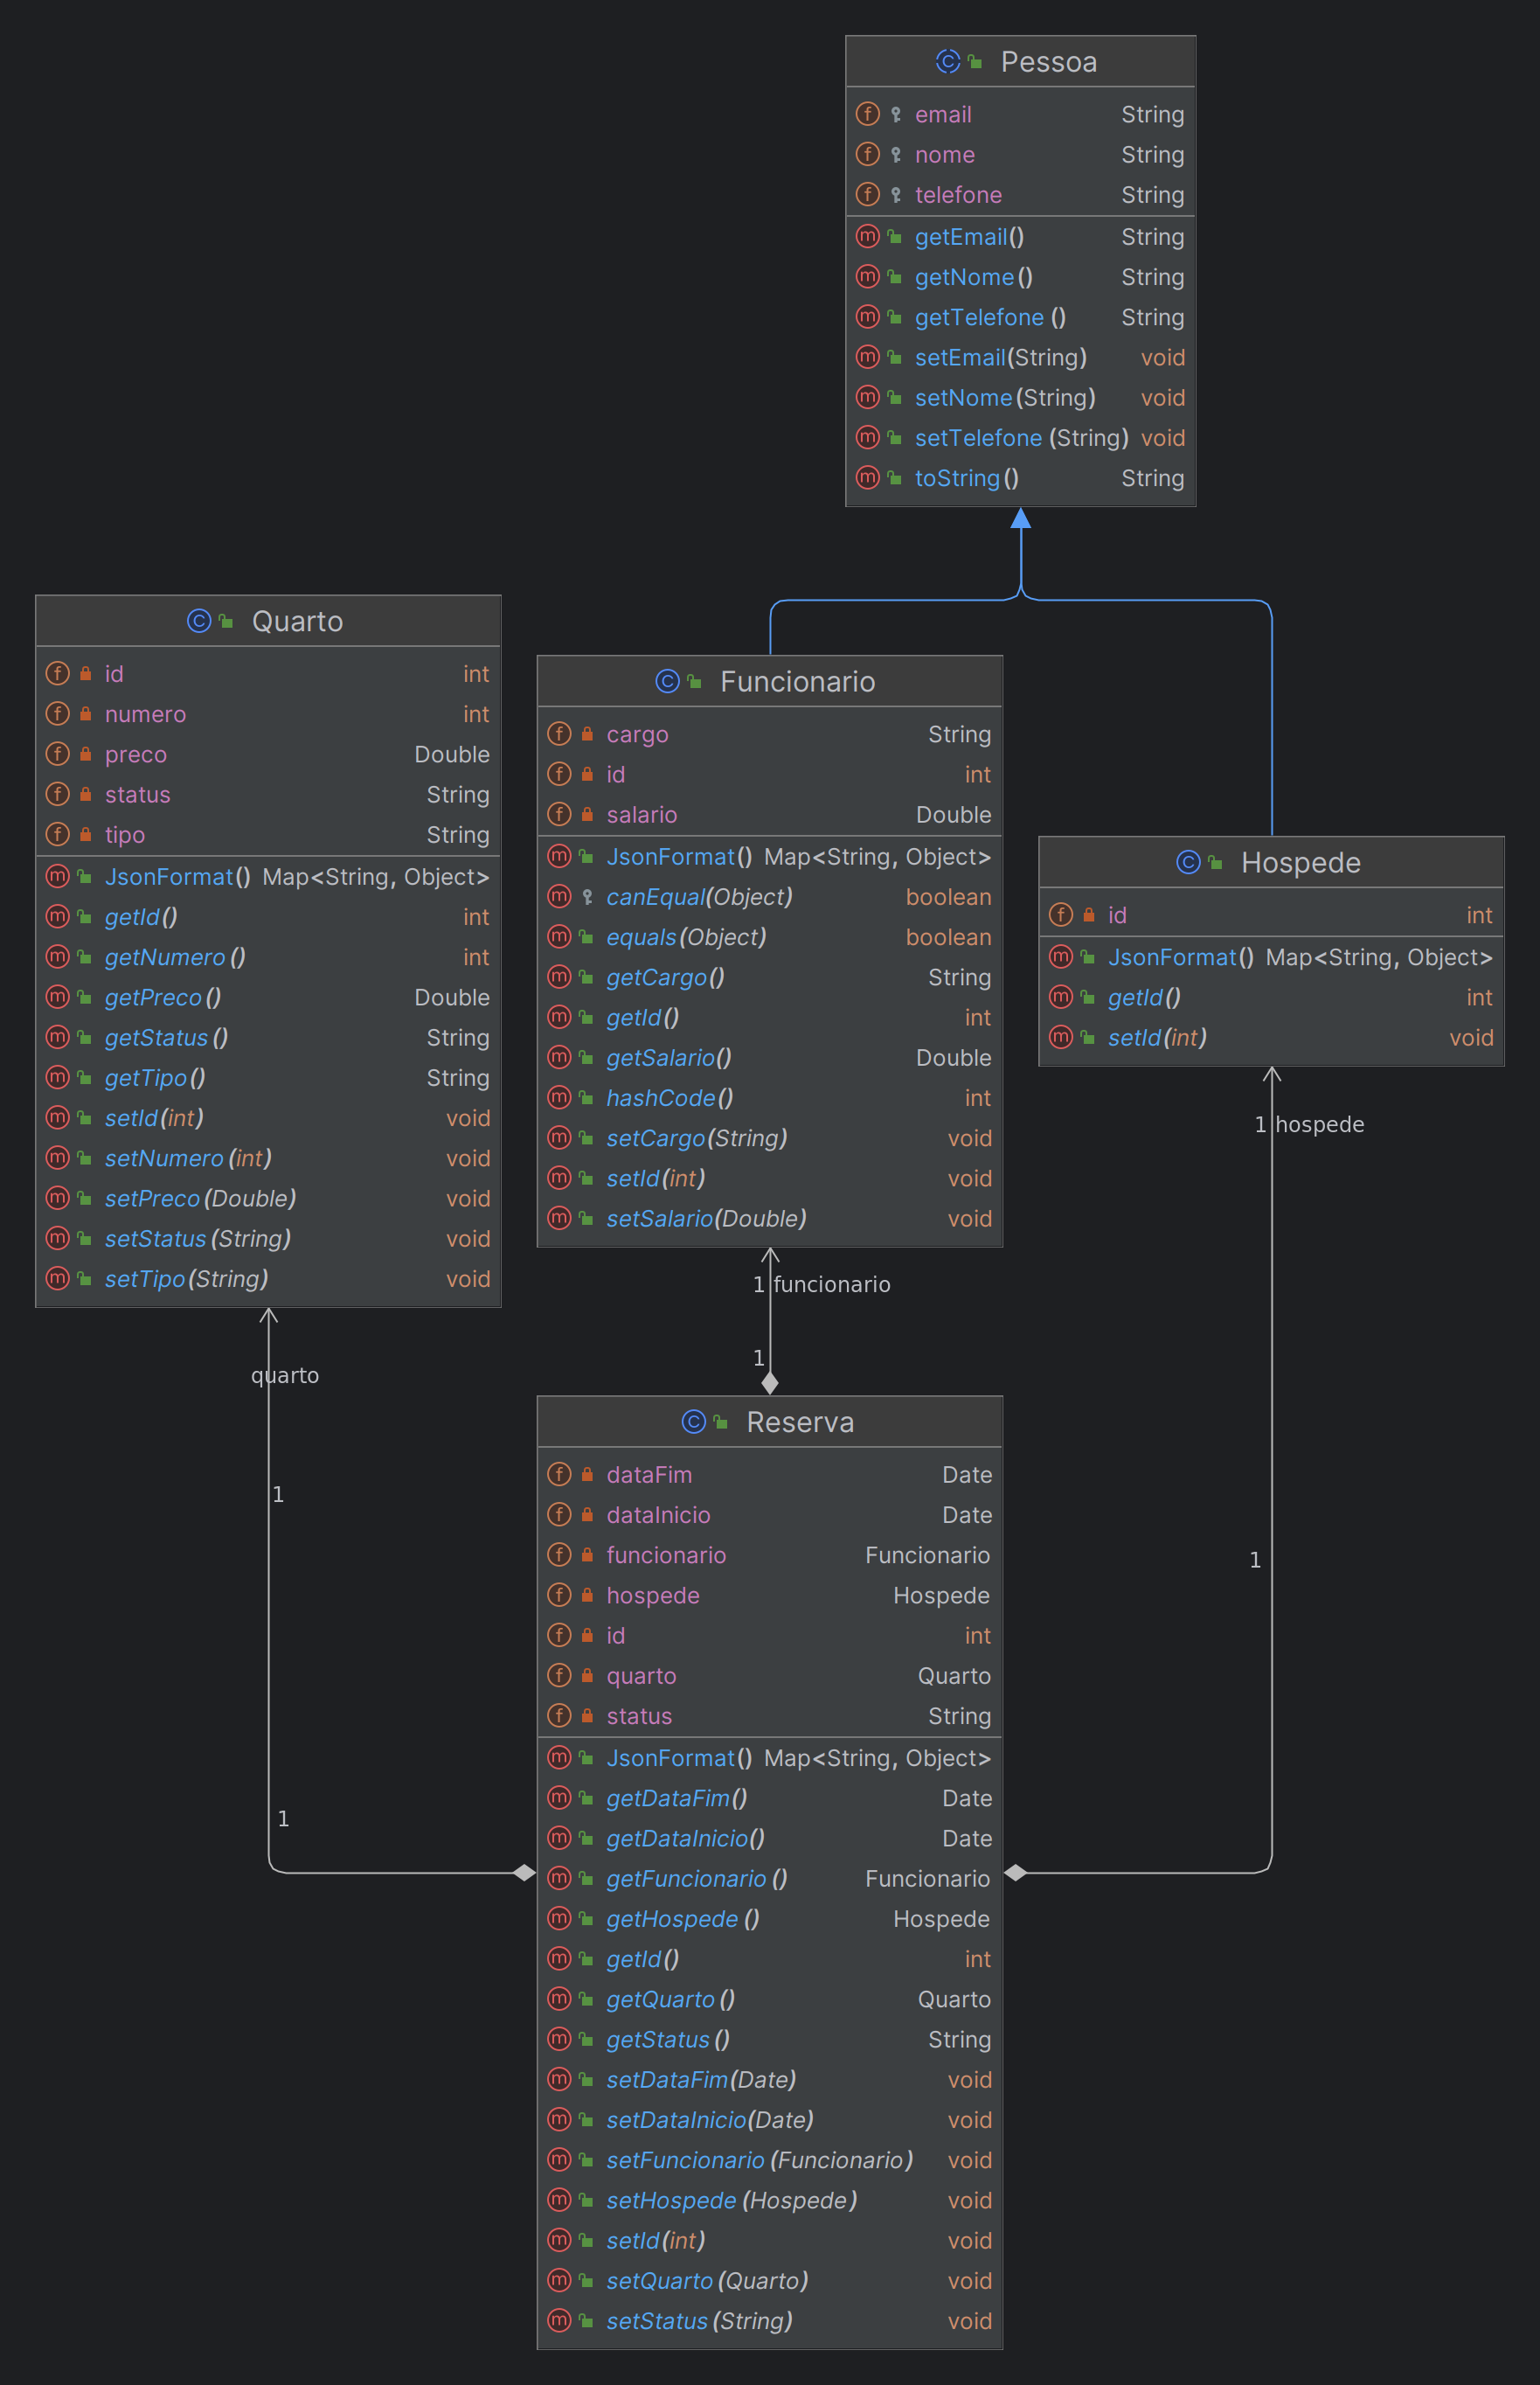 Pessoa
email String
nome String
telefone String
getEmail() String
getNome() String
getTelefone () String
setEmail(String) void
setNome(String) void
setTelefone (String) void
toString() String
Quarto
id int
numero int
preco Double
status String
tipo String
JsonFormat() Map<String, Object>
getId() int
getNumero() int
getPreco() Double
getStatus() String
getTipo() String
setId(int) void
setNumero(int) void
setPreco(Double) void
setStatus(String) void
setTipo(String) void
Funcionario
cargo String
id int
salario Double
JsonFormat() Map<String, Object>
canEqual(Object) boolean
equals(Object) boolean
getCargo() String
getId() int
getSalario() Double
hashCode() int
setCargo(String) void
setId(int) void
setSalario(Double) void
Hospede
id int
JsonFormat() Map<String, Object>
getId() int
setId(int) void
1 hospede
1 funcionario
1
quarto
1
1
1
Reserva
dataFim Date
dataInicio Date
funcionario Funcionario
hospede Hospede
id int
quarto Quarto
status String
JsonFormat() Map<String, Object>
getDataFim() Date
getDataInicio() Date
getFuncionario () Funcionario
getHospede () Hospede
getId() int
getQuarto () Quarto
getStatus () String
setDataFim(Date) void
setDataInicio(Date) void
setFuncionario (Funcionario) void
setHospede (Hospede) void
setId(int) void
setQuarto (Quarto) void
setStatus (String) void